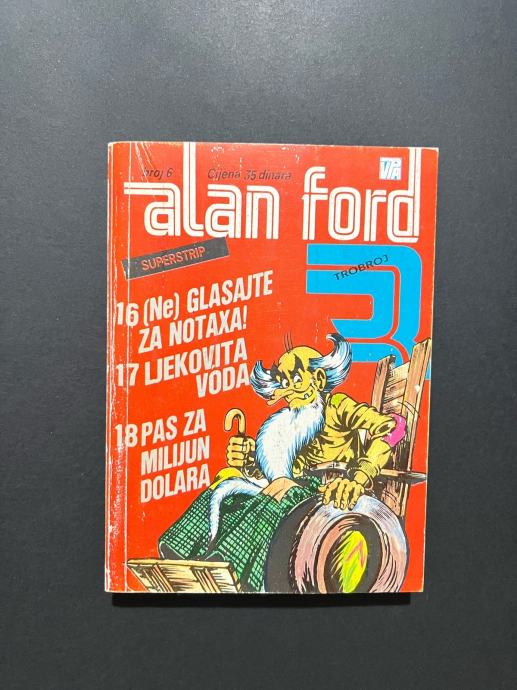 broj 6 Cijena 35 dinara
alan ford
SUPERSTRIP
TROBROJ
3
16 (Ne) GLASAJTE
ZA NOTAXA!
17 LJEKOVITA
VODA
18 PAS ZA
MILIJUN
DOLARA